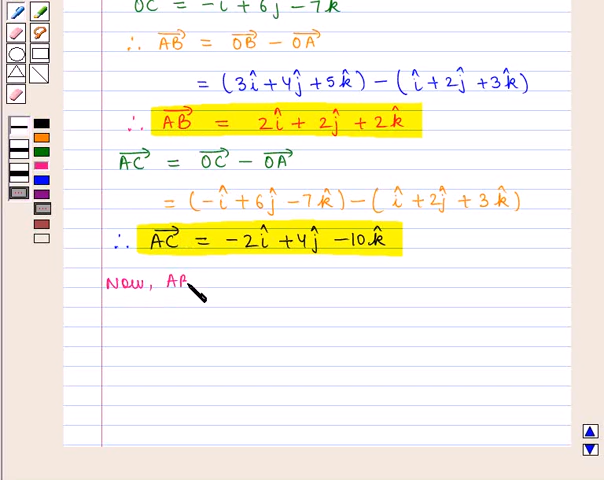 OC = -î + 6ĵ - 7k̂
∴ AB⃗ = OB⃗ - OA⃗
= (3î + 4ĵ + 5k̂) - (î + 2ĵ + 3k̂)
∴ AB⃗ = 2î + 2ĵ + 2k̂
AC⃗ = OC⃗ - OA⃗
= (-î + 6ĵ - 7k̂) - (î + 2ĵ + 3k̂)
∴ AC⃗ = -2î + 4ĵ - 10k̂
Now,